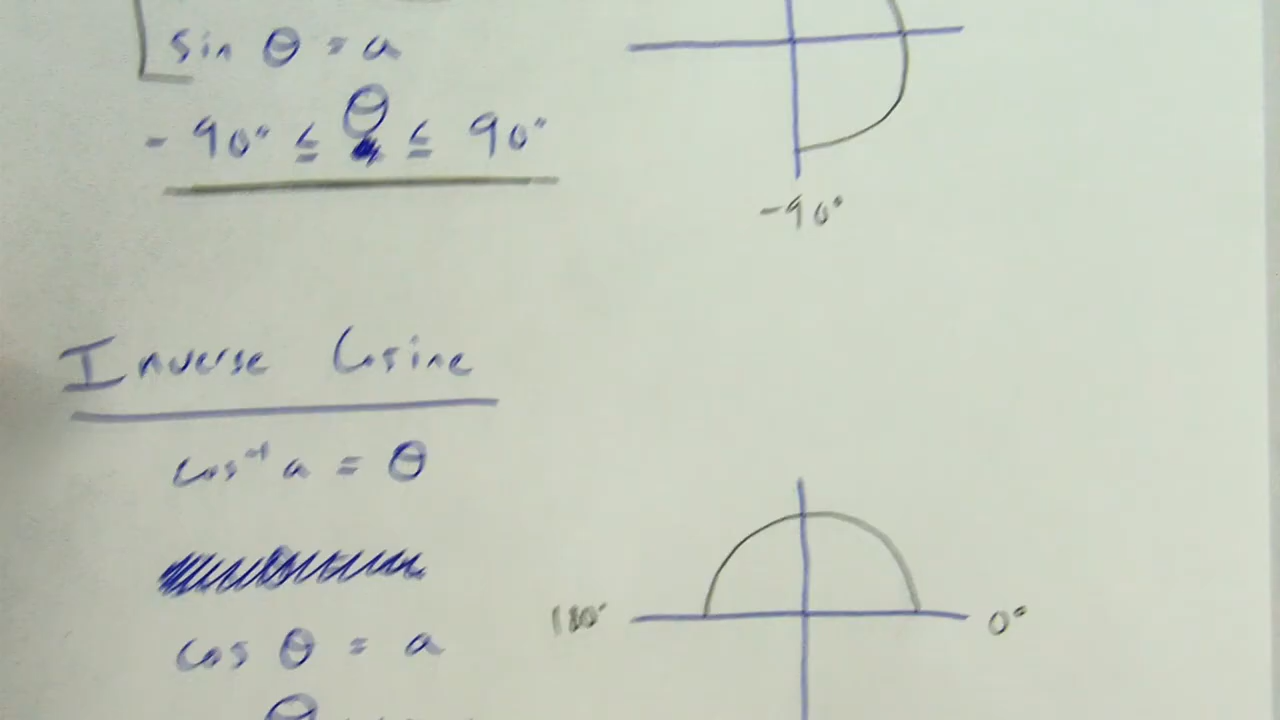 sin θ = a
- 90° ≤ θ ≤ 90°
-90°
Inverse Cosine
cos⁻¹ a = θ
cos θ = a
180°
0°
θ